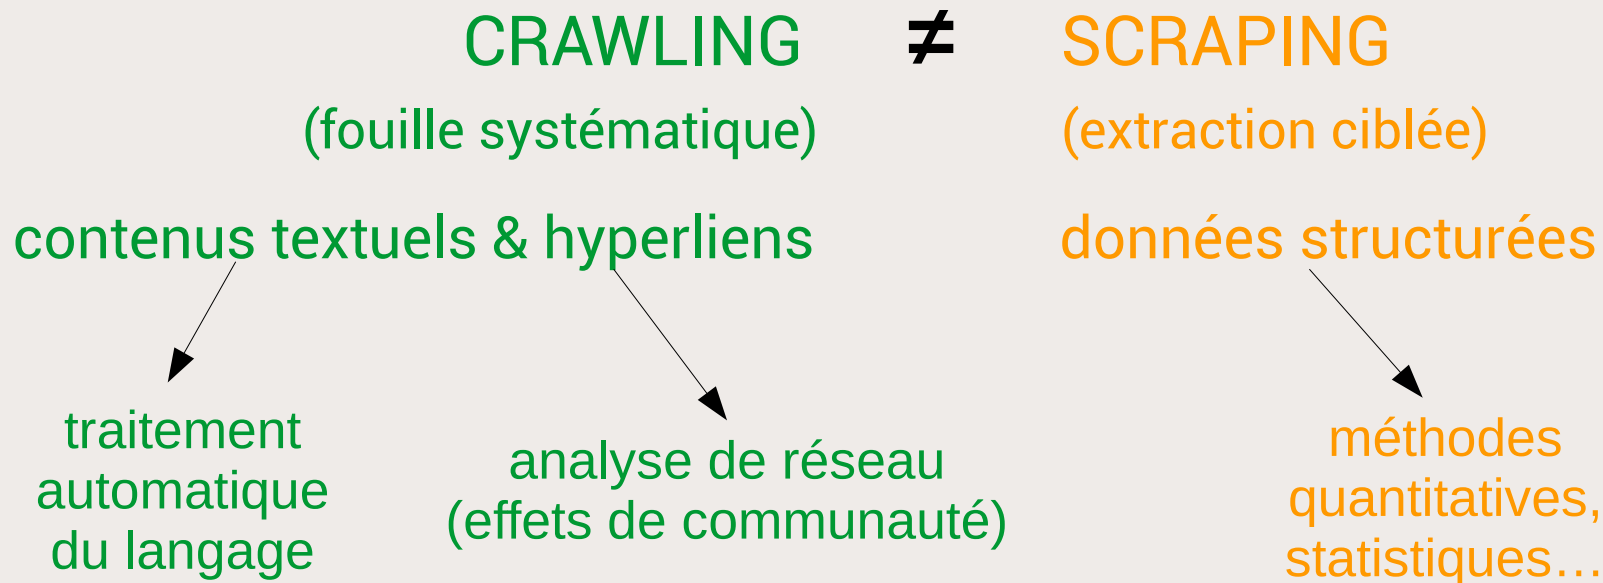 CRAWLING ≠ SCRAPING
(fouille systématique) (extraction ciblée)
contenus textuels & hyperliens données structurées
traitement
automatique
du langage
analyse de réseau
(effets de communauté)
méthodes
quantitatives,
statistiques…